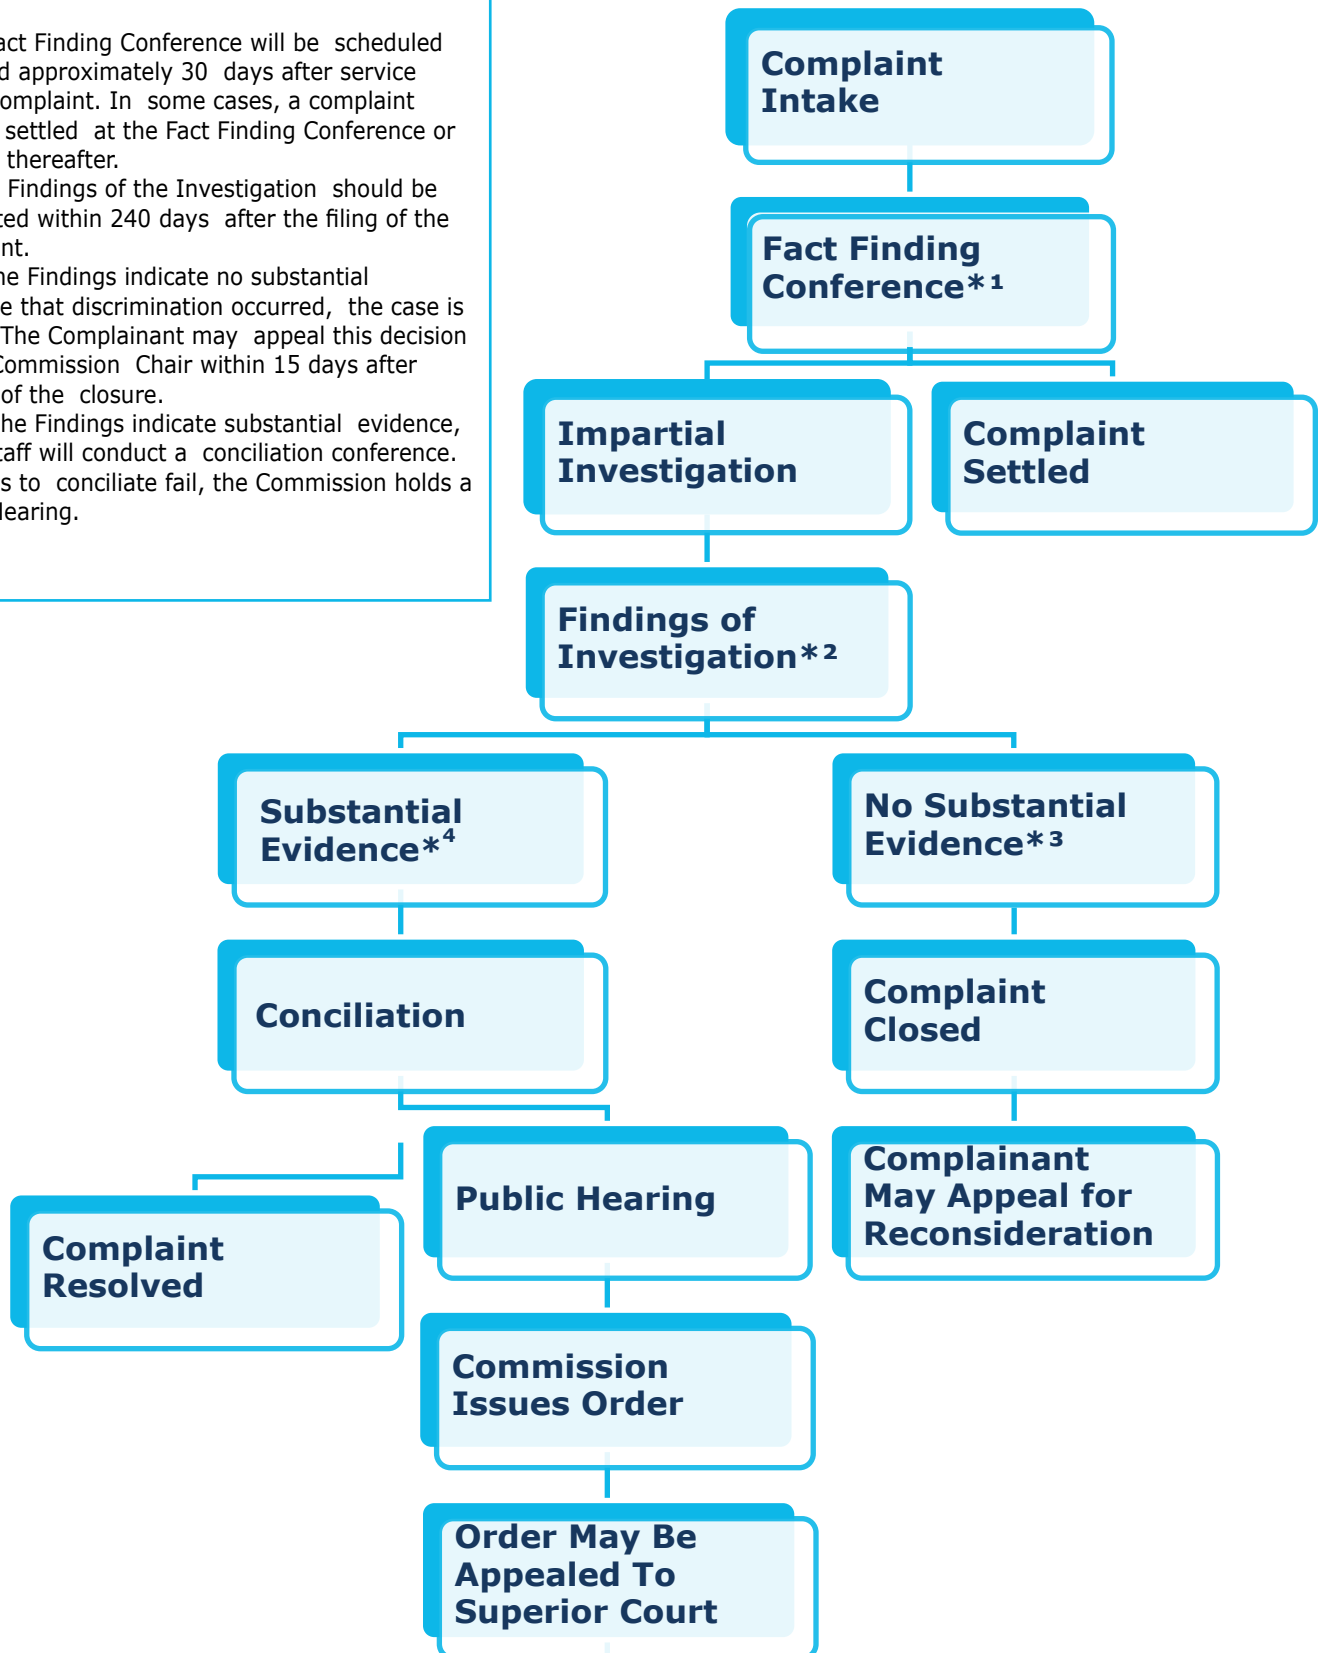 act Finding Conference will be scheduled
d approximately 30 days after service
omplaint. In some cases, a complaint
settled at the Fact Finding Conference or
thereafter.
Findings of the Investigation should be
ted within 240 days after the filing of the
nt.
he Findings indicate no substantial
e that discrimination occurred, the case is
The Complainant may appeal this decision
Commission Chair within 15 days after
of the closure.
he Findings indicate substantial evidence,
taff will conduct a conciliation conference.
s to conciliate fail, the Commission holds a
Hearing.
Complaint
Intake
Fact Finding
Conference*¹
Impartial
Investigation
Complaint
Settled
Findings of
Investigation*²
Substantial
Evidence*⁴
No Substantial
Evidence*³
Conciliation
Complaint
Closed
Complaint
Resolved
Public Hearing
Complainant
May Appeal for
Reconsideration
Commission
Issues Order
Order May Be
Appealed To
Superior Court